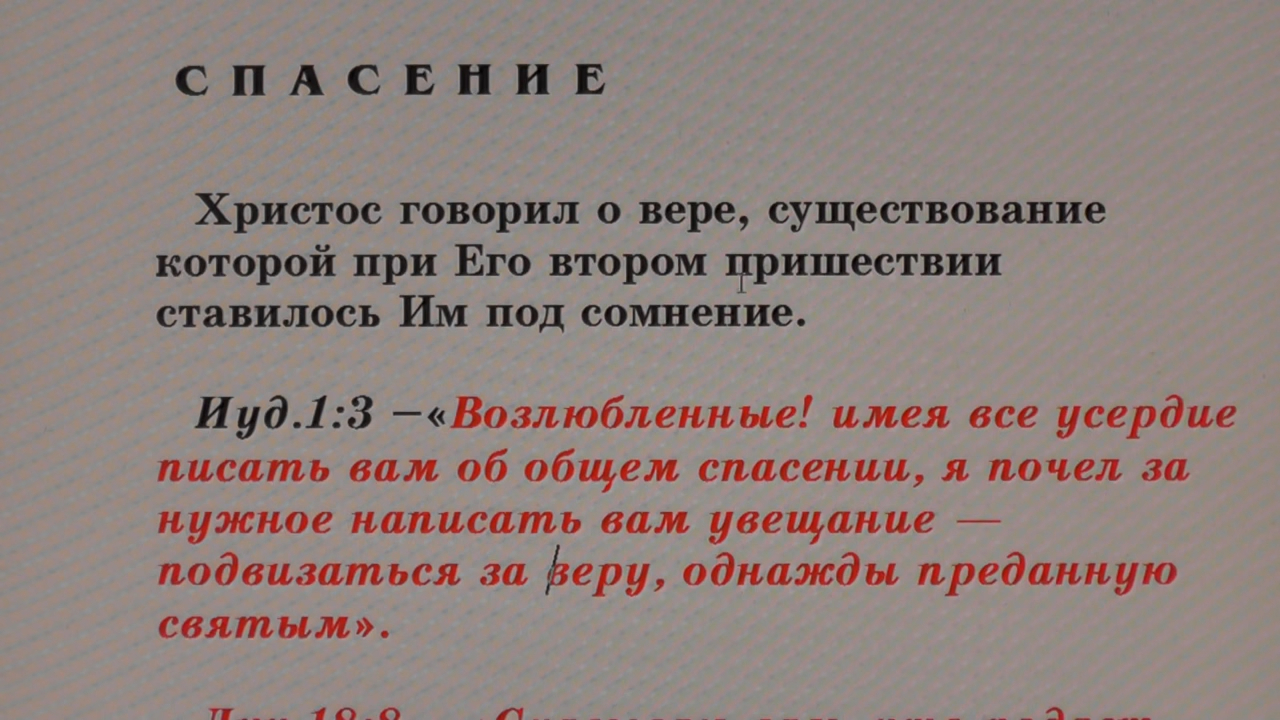 С П А С Е Н И Е
Христос говорил о вере, существование
которой при Его втором пришествии
ставилось Им под сомнение.
Иуд.1:3 –«Возлюбленные! имея все усердие
писать вам об общем спасении, я почел за
нужное написать вам увещание —
подвизаться за веру, однажды преданную
святым».